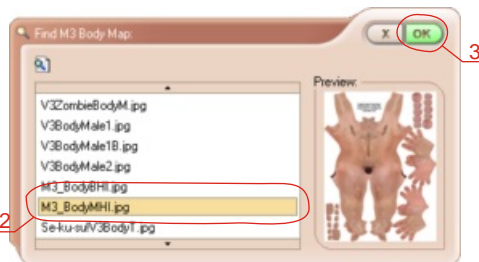 Find M3 Body Map:
X
OK
3
Preview:
V3ZombieBodyM.jpg
V3BodyMale1.jpg
V3BodyMale1B.jpg
V3BodyMale2.jpg
M3_BodyBHI.jpg
M3_BodyMHI.jpg
2
Se-ku-sulV3Body1.jpg